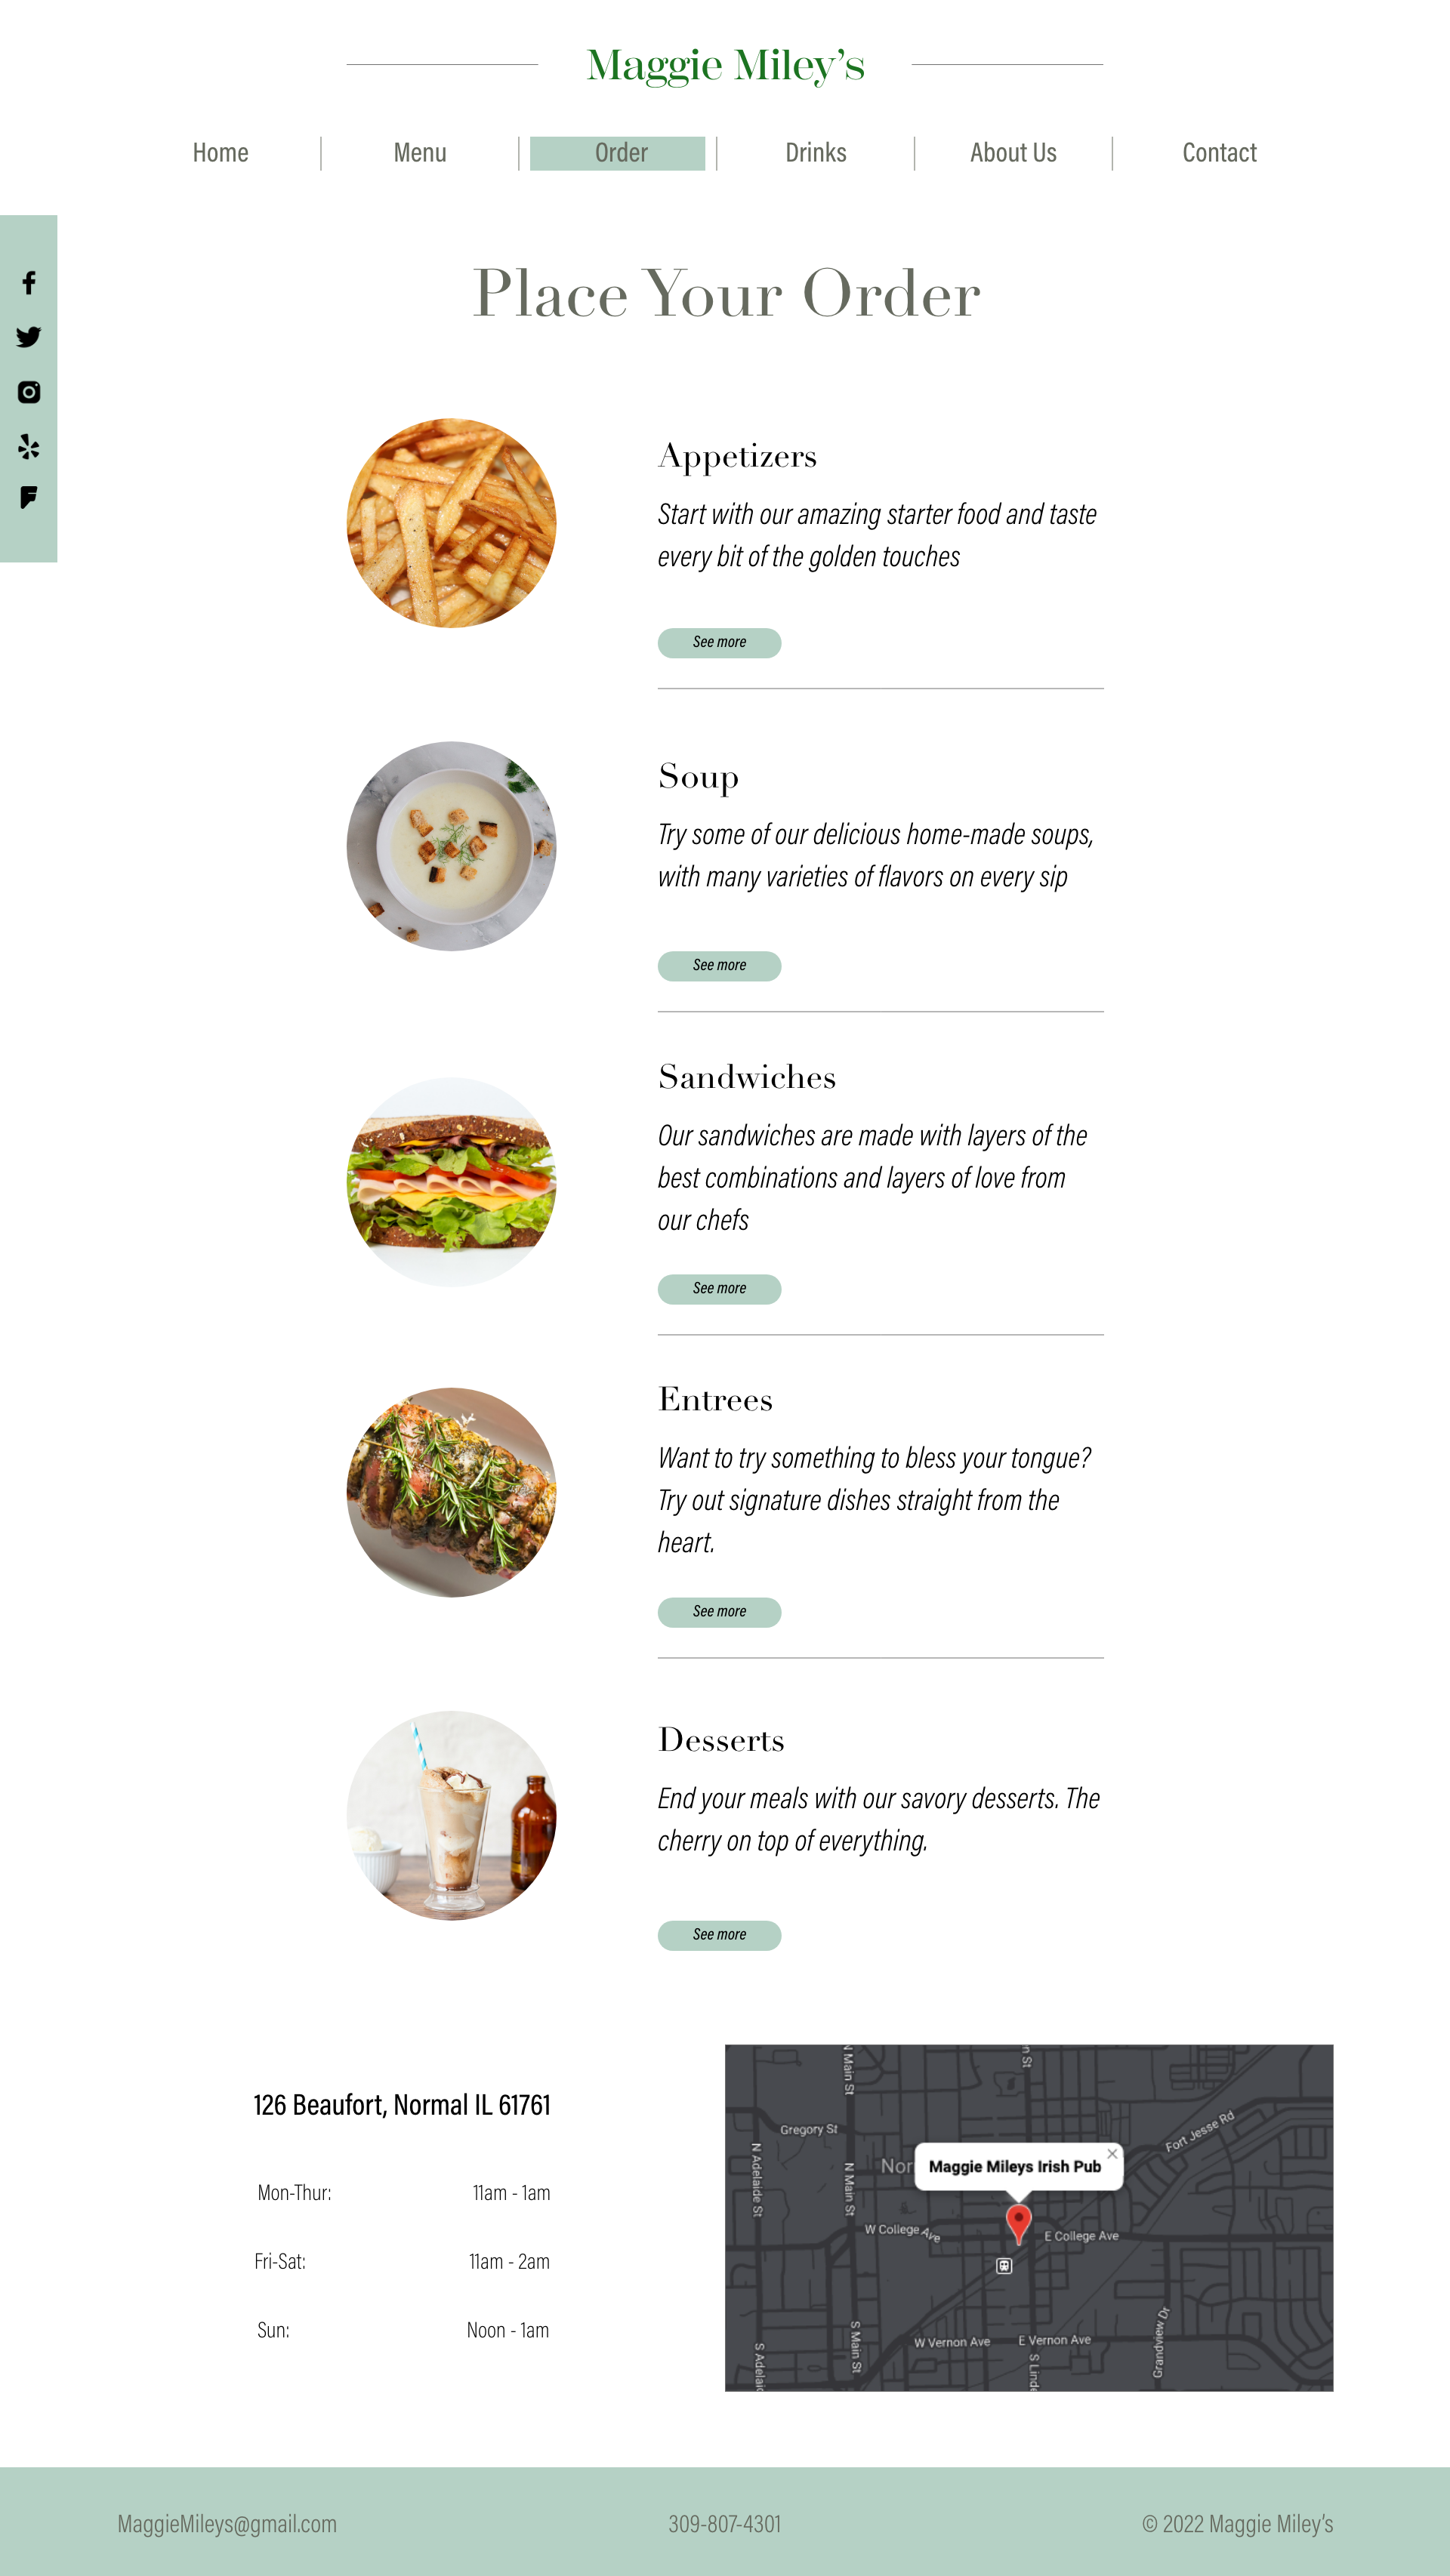 Maggie Miley’s
Home
Menu
Order
Drinks
About Us
Contact
Place Your Order
Appetizers
Start with our amazing starter food and taste
every bit of the golden touches
See more
Soup
Try some of our delicious home-made soups,
with many varieties of flavors on every sip
See more
Sandwiches
Our sandwiches are made with layers of the
best combinations and layers of love from
our chefs
See more
Entrees
Want to try something to bless your tongue?
Try out signature dishes straight from the
heart.
See more
Desserts
End your meals with our savory desserts. The
cherry on top of everything.
See more
126 Beaufort, Normal IL 61761
Mon-Thur: 11am - 1am
Fri-Sat: 11am - 2am
Sun: Noon - 1am
N Main St
Gregory St
Fort Jesse Rd
N Adelaide St
N Main St
Maggie Mileys Irish Pub
W College Ave
E College Ave
S Main St
W Vernon Ave
E Vernon Ave
Grandview Dr
MaggieMileys@gmail.com
309-807-4301
© 2022 Maggie Miley’s